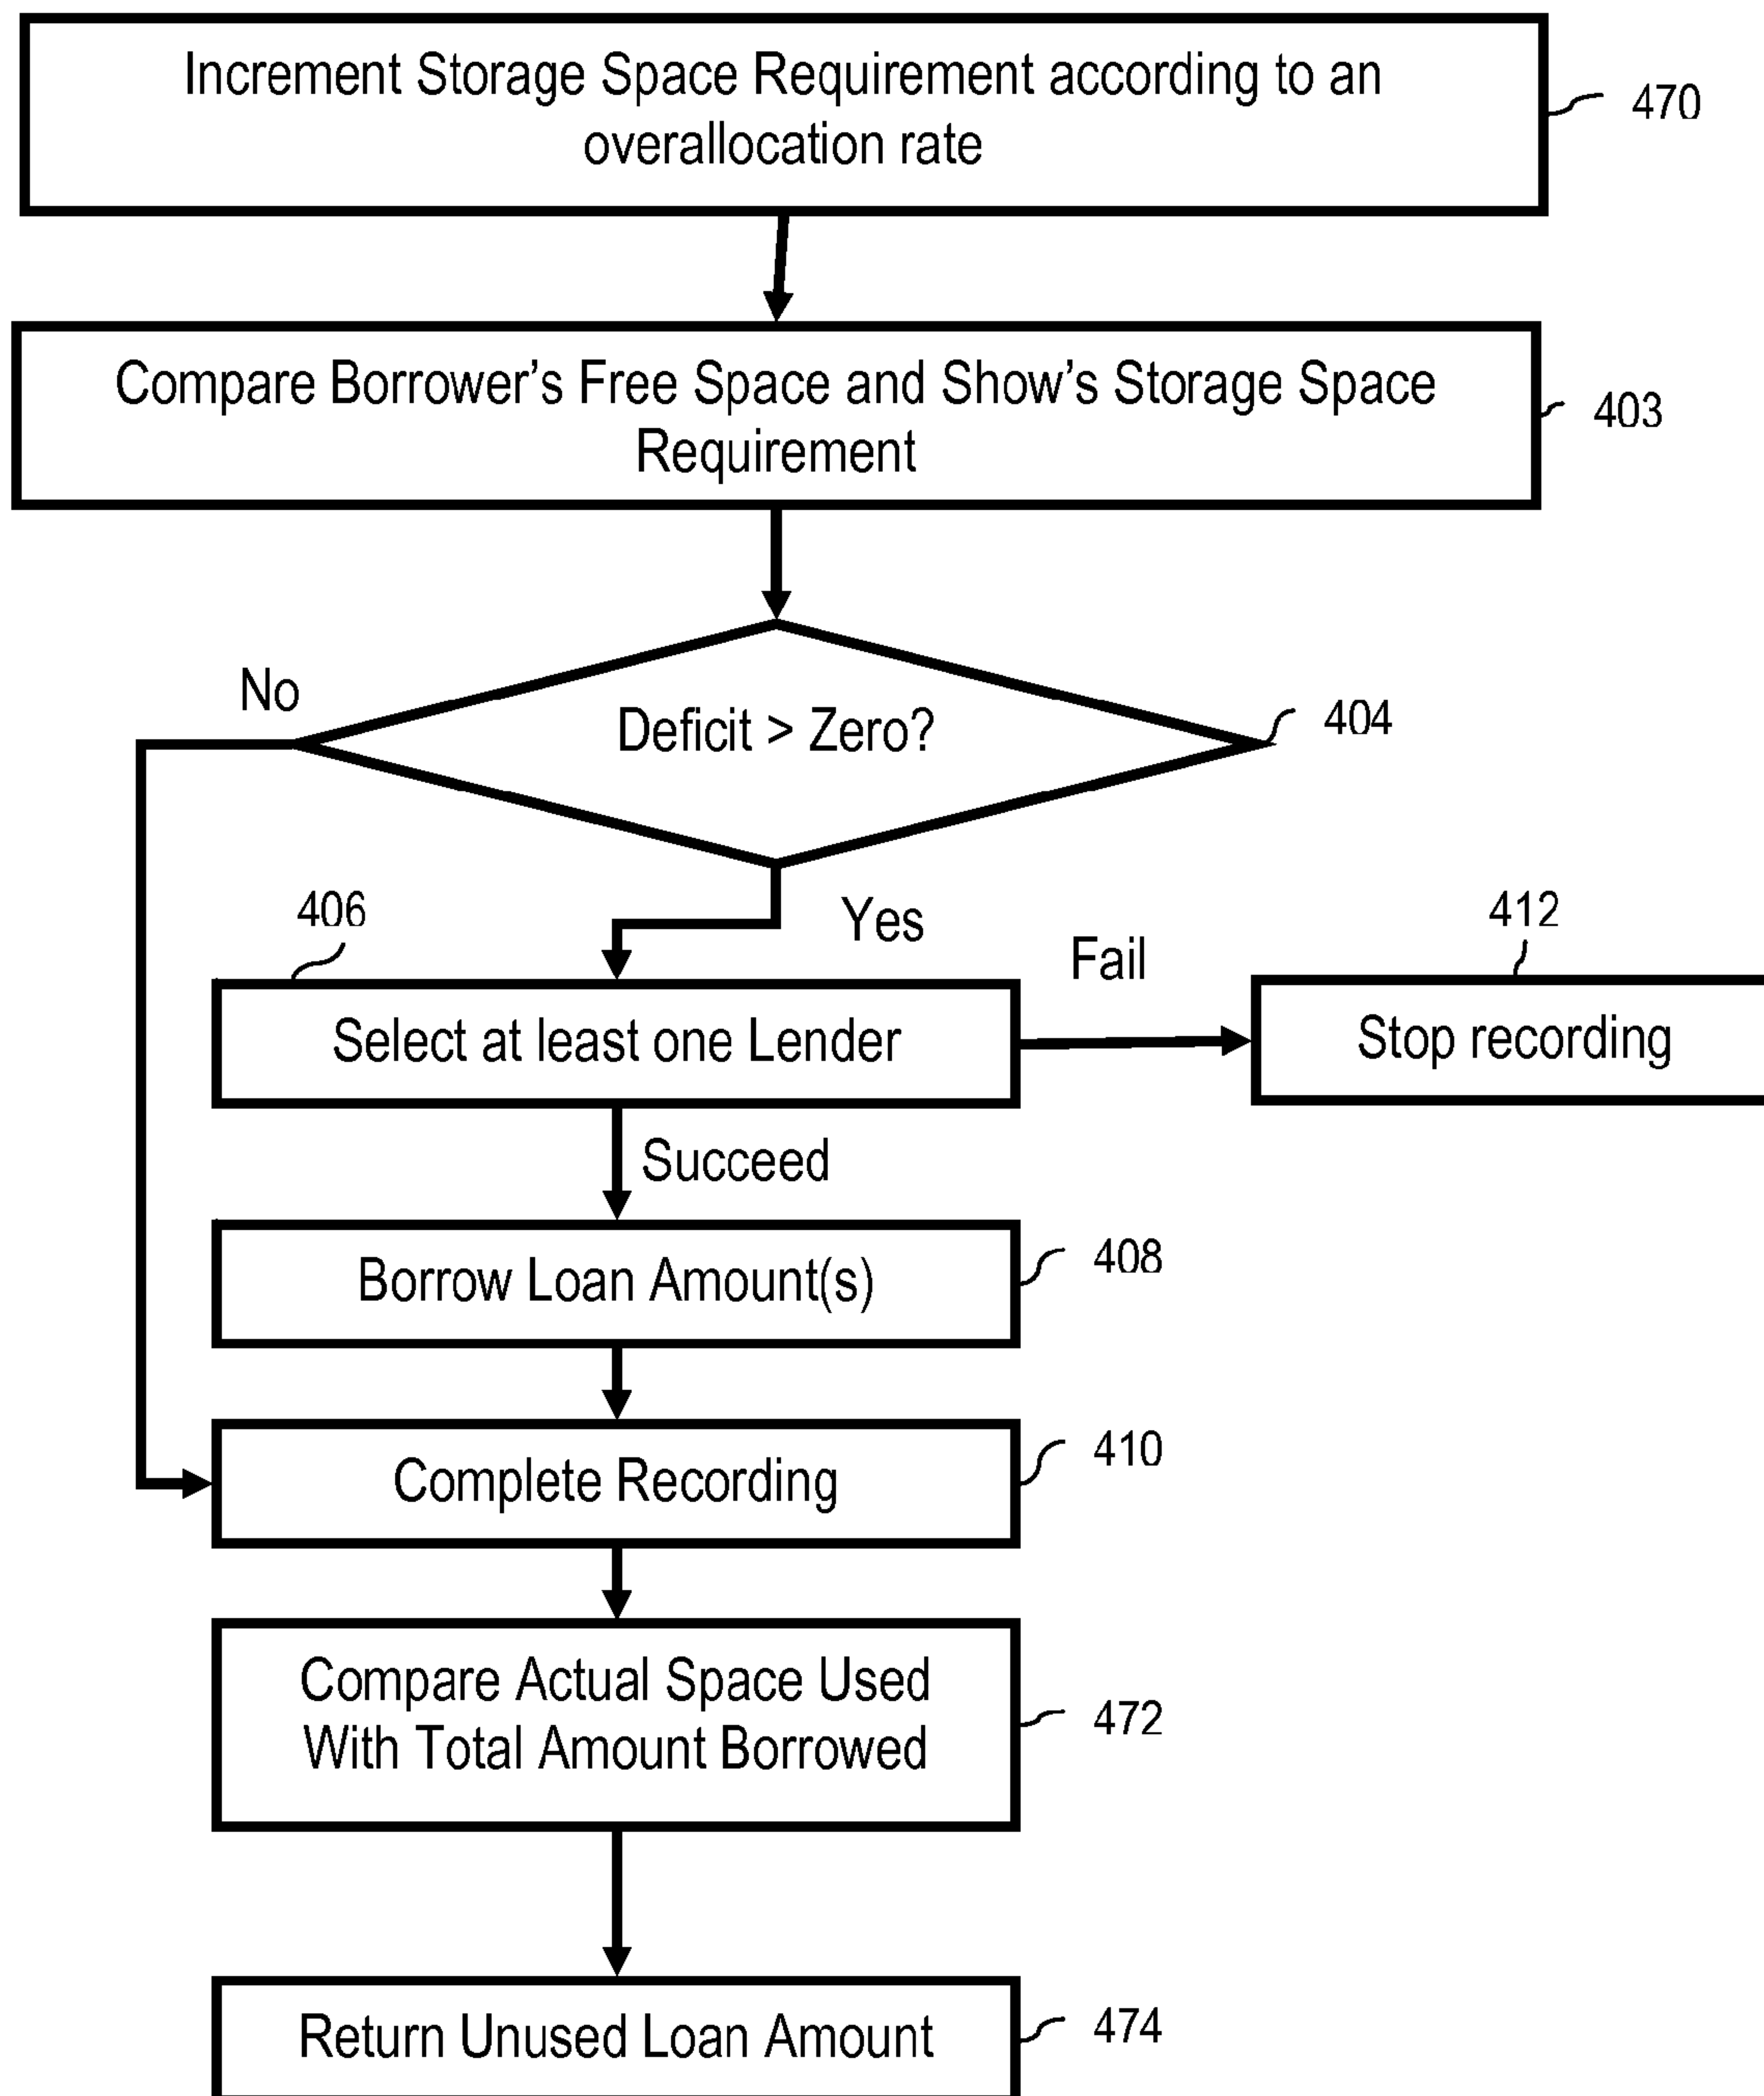 Increment Storage Space Requirement according to an
overallocation rate
470
Compare Borrower's Free Space and Show's Storage Space
Requirement
403
No
Deficit > Zero?
404
406
Yes
Fail
412
Select at least one Lender
Stop recording
Succeed
Borrow Loan Amount(s)
408
Complete Recording
410
Compare Actual Space Used
With Total Amount Borrowed
472
Return Unused Loan Amount
474